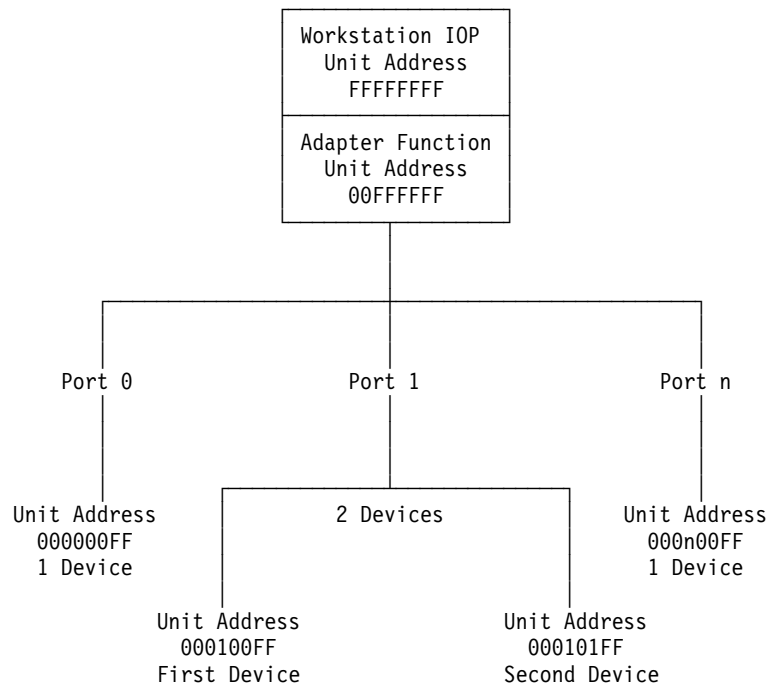 Workstation IOP
Unit Address
FFFFFFFF
Adapter Function
Unit Address
00FFFFFF
Port 0
Port 1
Port n
Unit Address
000000FF
1 Device
2 Devices
Unit Address
000n00FF
1 Device
Unit Address
000100FF
First Device
Unit Address
000101FF
Second Device